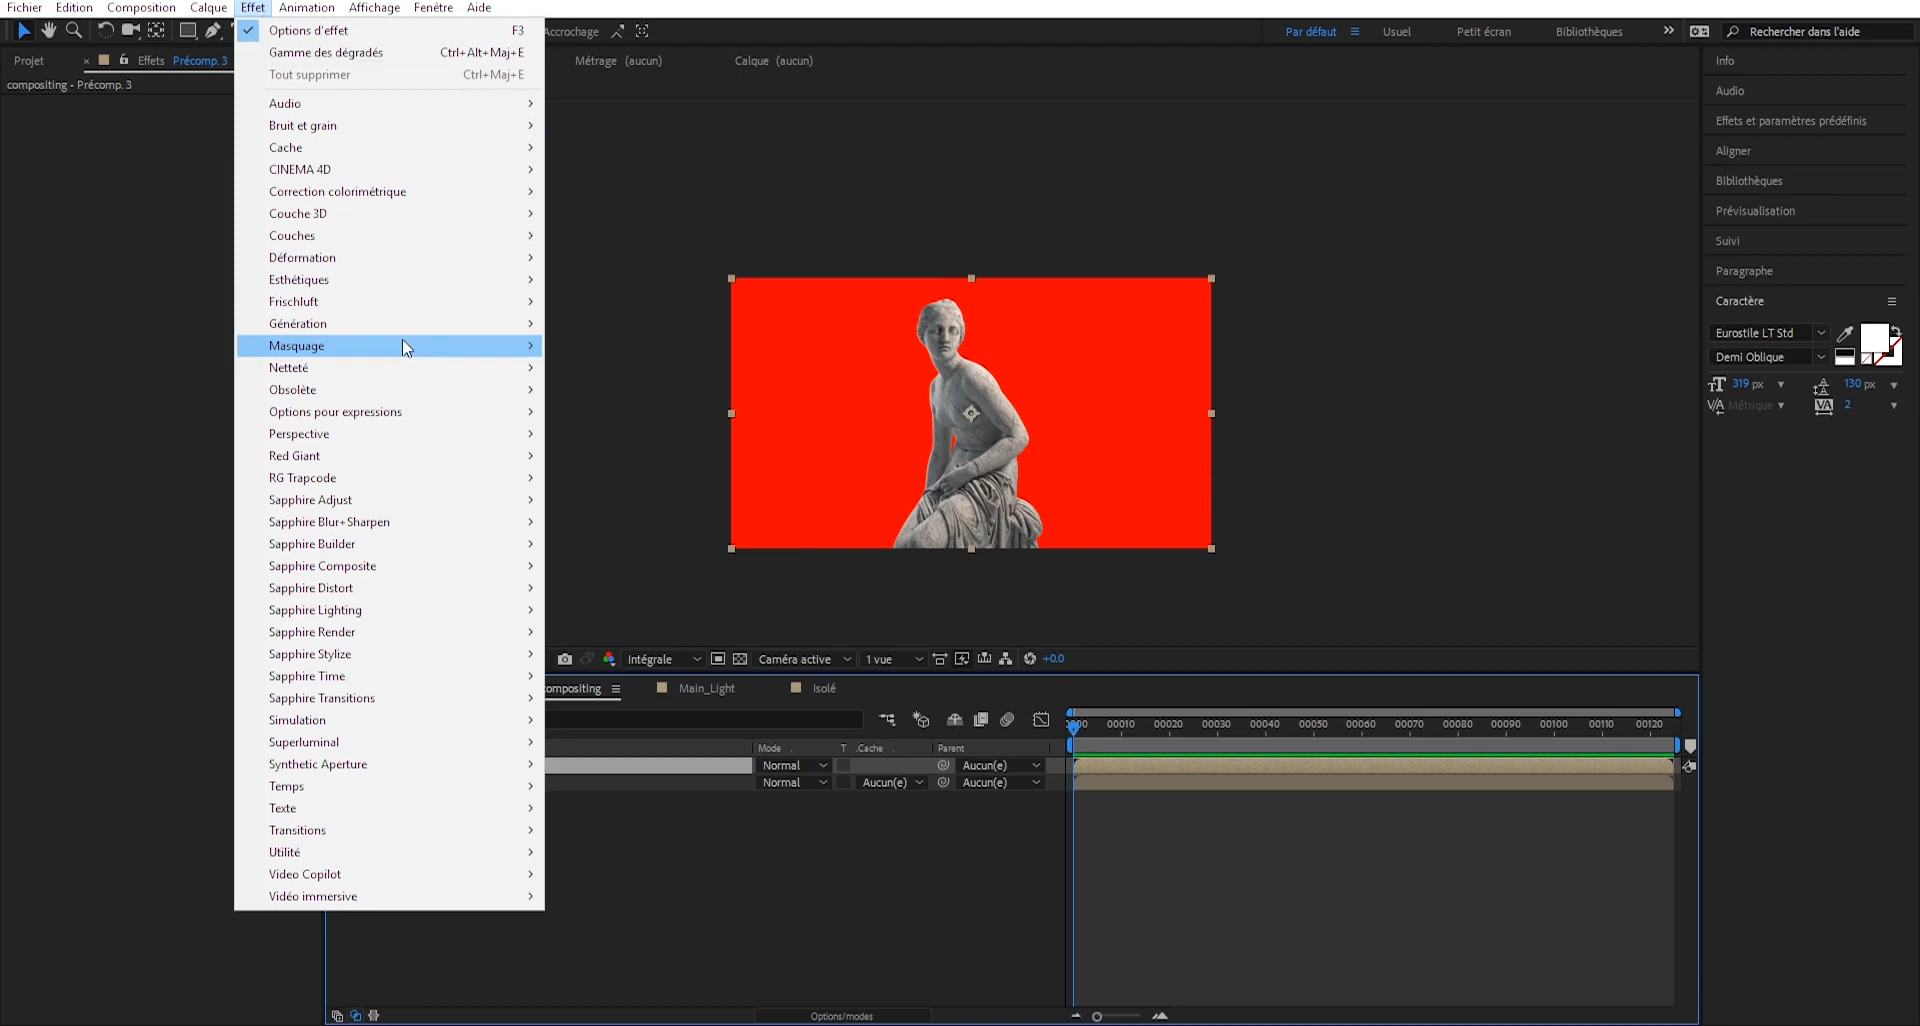 Fichier Edition Composition Calque Effet Animation Affichage Fenêtre Aide
Accrochage
Par défaut Usuel Petit écran Bibliothèques » Rechercher dans l'aide
Projet × Effets Précomp. 3
compositing • Précomp. 3
Options d'effet F3
Gamme des dégradés Ctrl+Alt+Maj+E
Tout supprimer Ctrl+Maj+E
Audio
Bruit et grain
Cache
CINEMA 4D
Correction colorimétrique
Couche 3D
Couches
Déformation
Esthétiques
Frischluft
Génération
Masquage
Netteté
Obsolète
Options pour expressions
Perspective
Red Giant
RG Trapcode
Sapphire Adjust
Sapphire Blur+Sharpen
Sapphire Builder
Sapphire Composite
Sapphire Distort
Sapphire Lighting
Sapphire Render
Sapphire Stylize
Sapphire Time
Sapphire Transitions
Simulation
Superluminal
Synthetic Aperture
Temps
Texte
Transitions
Utilité
Video Copilot
Vidéo immersive
Métrage (aucun) Calque (aucun)
Info
Audio
Effets et paramètres prédéfinis
Aligner
Bibliothèques
Prévisualisation
Suivi
Paragraphe
Caractère
Eurostile LT Std
Demi Oblique
319 px 130 px
Métrique 2
Intégrale Caméra active 1 vue +0.0
ompositing Main_Light Isolé
00010 00020 00030 00040 00050 00060 00070 00080 00090 00100 00110 00120
Mode T .Cache Parent
Normal Aucun(e)
Normal Aucun(e) Aucun(e)
Options/modes